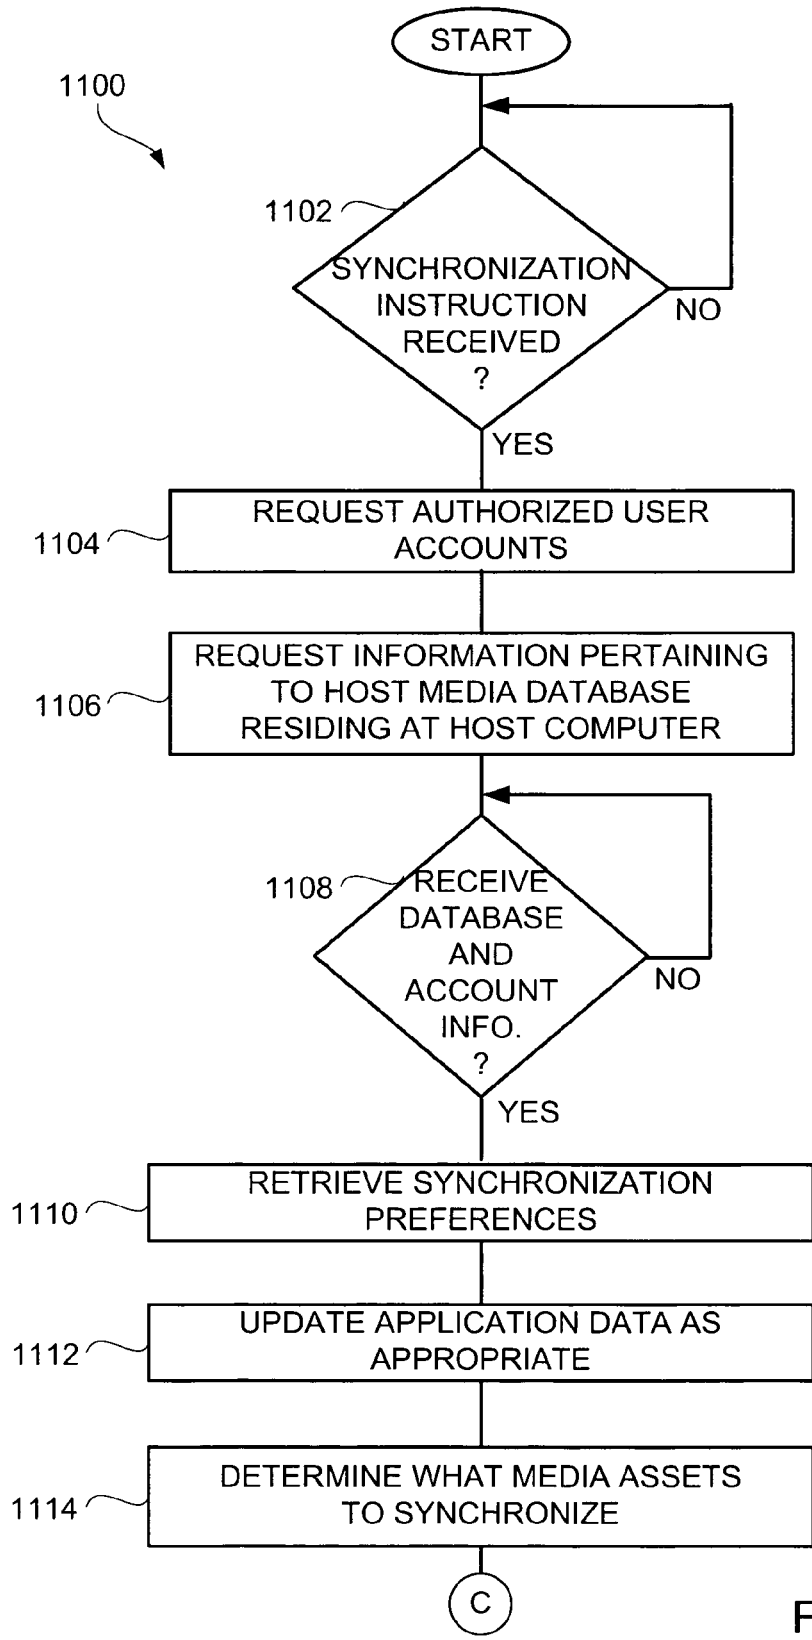 START
1100
1102
SYNCHRONIZATION
INSTRUCTION
RECEIVED
?
NO
YES
1104
REQUEST AUTHORIZED USER
ACCOUNTS
1106
REQUEST INFORMATION PERTAINING
TO HOST MEDIA DATABASE
RESIDING AT HOST COMPUTER
1108
RECEIVE
DATABASE
AND
ACCOUNT
INFO.
?
NO
YES
1110
RETRIEVE SYNCHRONIZATION
PREFERENCES
1112
UPDATE APPLICATION DATA AS
APPROPRIATE
1114
DETERMINE WHAT MEDIA ASSETS
TO SYNCHRONIZE
C